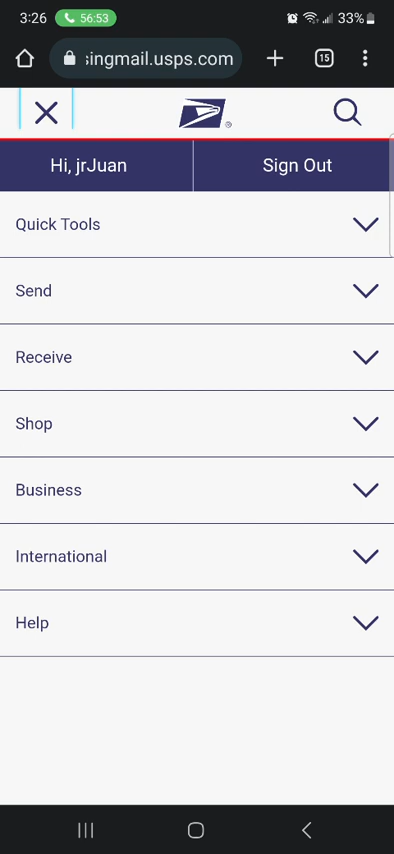 3:26 56:53 33%
singmail.usps.com 15
Hi, jrJuan Sign Out
Quick Tools
Send
Receive
Shop
Business
International
Help